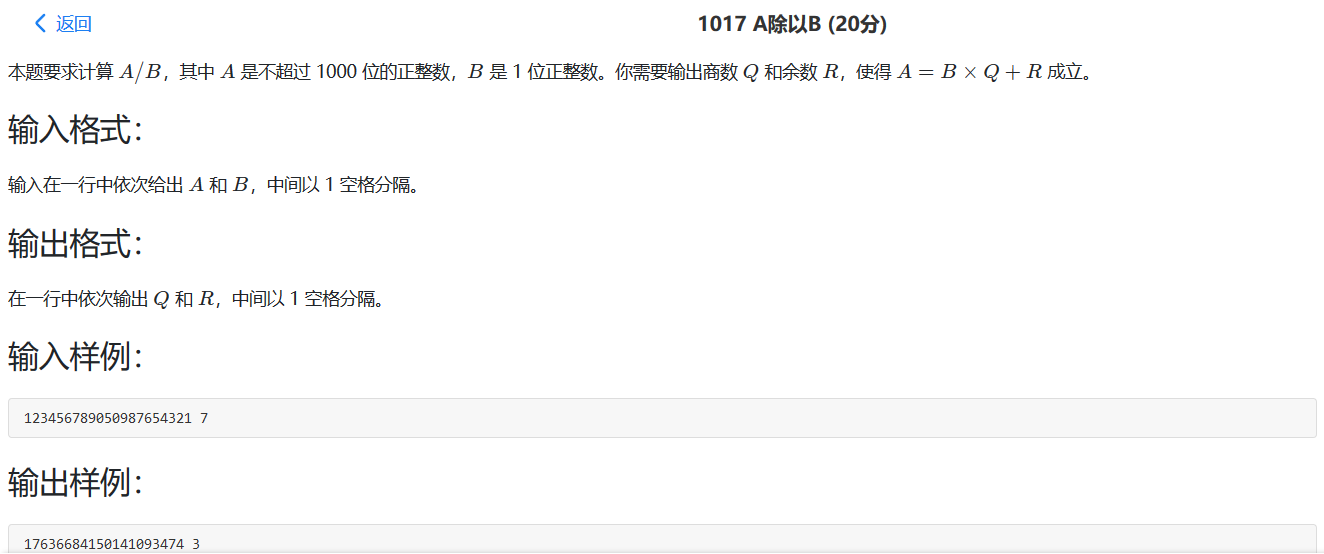 返回
1017 A除以B (20分)
本题要求计算 A/B，其中 A 是不超过 1000 位的正整数，B 是 1 位正整数。你需要输出商数 Q 和余数 R，使得 A = B × Q + R 成立。
输入格式：
输入在一行中依次给出 A 和 B，中间以 1 空格分隔。
输出格式：
在一行中依次输出 Q 和 R，中间以 1 空格分隔。
输入样例：
123456789050987654321 7
输出样例：
17636684150141093474 3